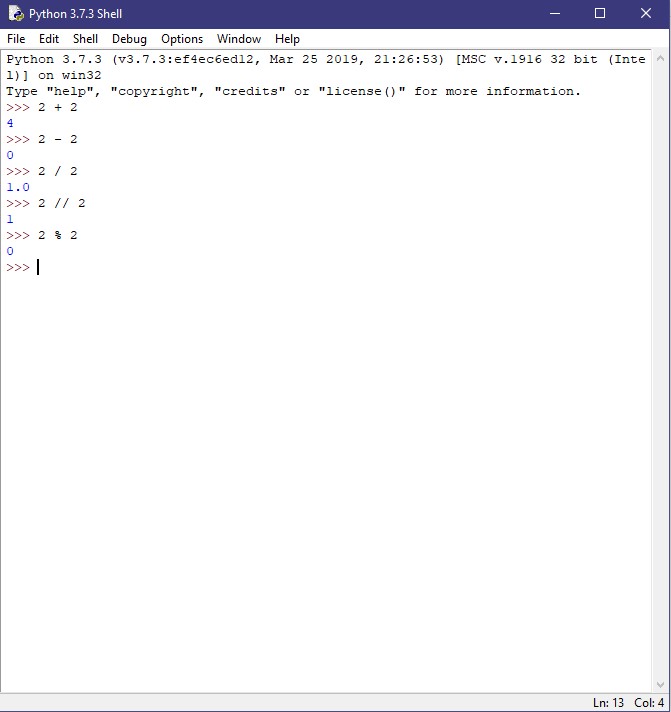 Python 3.7.3 Shell
File Edit Shell Debug Options Window Help
Python 3.7.3 (v3.7.3:ef4ec6ed12, Mar 25 2019, 21:26:53) [MSC v.1916 32 bit (Inte
l)] on win32
Type "help", "copyright", "credits" or "license()" for more information.
>>> 2 + 2
4
>>> 2 - 2
0
>>> 2 / 2
1.0
>>> 2 // 2
1
>>> 2 % 2
0
>>>
Ln: 13 Col: 4